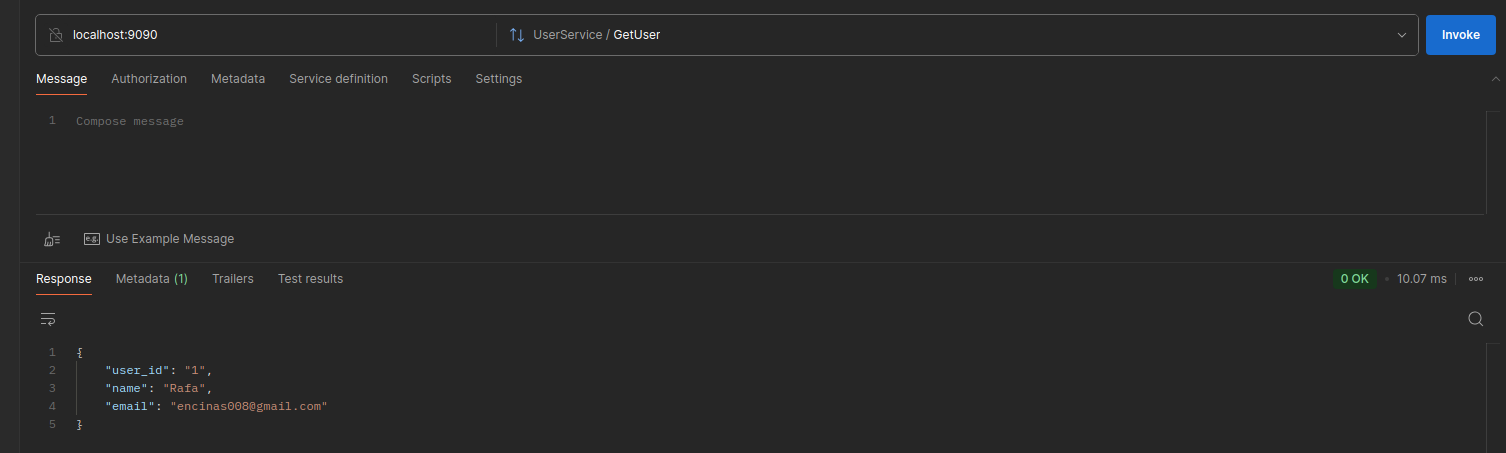 localhost:9090 UserService / GetUser Invoke
Message Authorization Metadata Service definition Scripts Settings
1 Compose message
e.g. Use Example Message
Response Metadata (1) Trailers Test results 0 OK 10.07 ms
1 {
2 "user_id": "1",
3 "name": "Rafa",
4 "email": "encinas008@gmail.com"
5 }